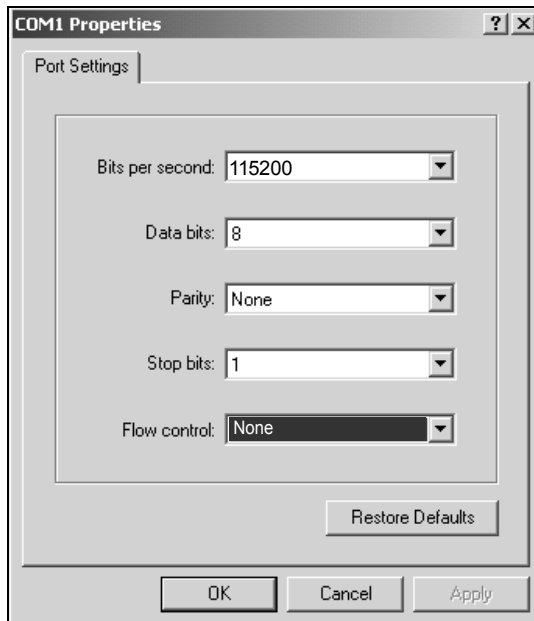 COM1 Properties
Port Settings
Bits per second: 115200
Data bits: 8
Parity: None
Stop bits: 1
Flow control: None
Restore Defaults
OK Cancel Apply